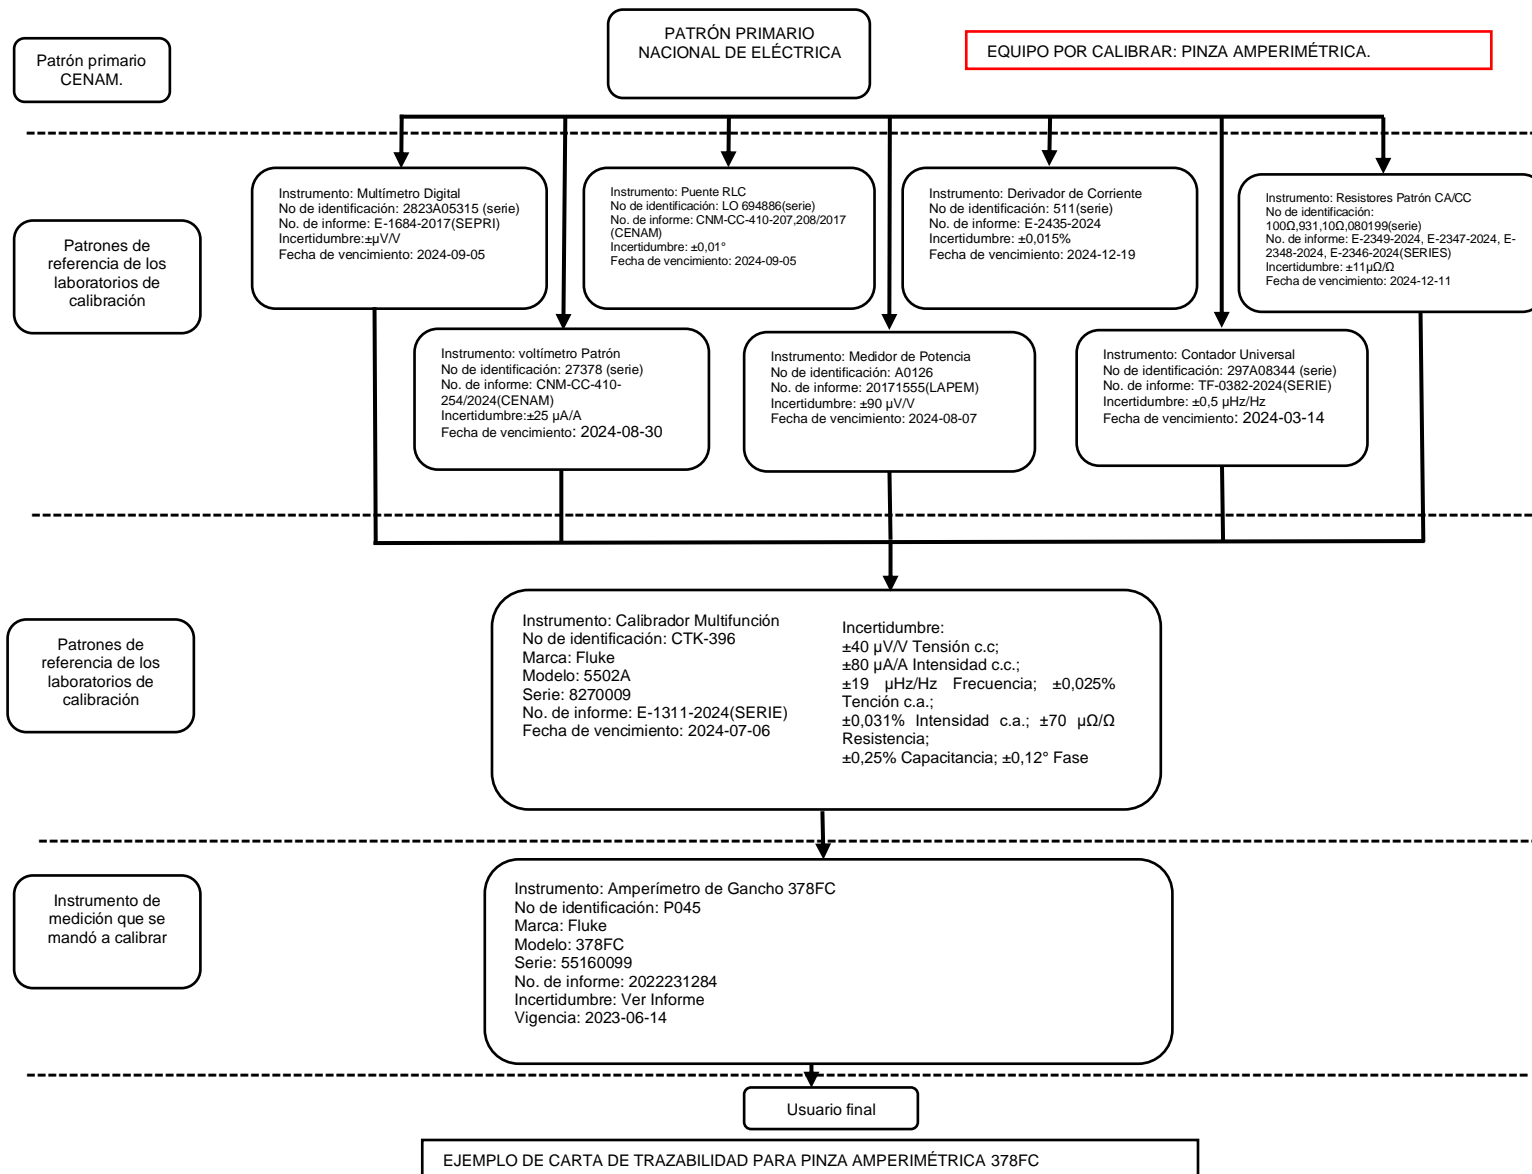 PATRÓN PRIMARIO
NACIONAL DE ELÉCTRICA
EQUIPO POR CALIBRAR: PINZA AMPERIMÉTRICA.
Patrón primario
CENAM.
Patrones de
referencia de los
laboratorios de
calibración
Instrumento: Multímetro Digital
No de identificación: 2823A05315 (serie)
No. de informe: E-1684-2017(SEPRI)
Incertidumbre:±µV/V
Fecha de vencimiento: 2024-09-05
Instrumento: Puente RLC
No de identificación: LO 694886(serie)
No. de informe: CNM-CC-410-207,208/2017
(CENAM)
Incertidumbre: ±0,01°
Fecha de vencimiento: 2024-09-05
Instrumento: Derivador de Corriente
No de identificación: 511(serie)
No. de informe: E-2435-2024
Incertidumbre: ±0,015%
Fecha de vencimiento: 2024-12-19
Instrumento: Resistores Patrón CA/CC
No de identificación:
100Ω,931,10Ω,080199(serie)
No. de informe: E-2349-2024, E-2347-2024, E-
2348-2024, E-2346-2024(SERIES)
Incertidumbre: ±11µΩ/Ω
Fecha de vencimiento: 2024-12-11
Instrumento: voltímetro Patrón
No de identificación: 27378 (serie)
No. de informe: CNM-CC-410-
254/2024(CENAM)
Incertidumbre:±25 µA/A
Fecha de vencimiento: 2024-08-30
Instrumento: Medidor de Potencia
No de identificación: A0126
No. de informe: 20171555(LAPEM)
Incertidumbre: ±90 µV/V
Fecha de vencimiento: 2024-08-07
Instrumento: Contador Universal
No de identificación: 297A08344 (serie)
No. de informe: TF-0382-2024(SERIE)
Incertidumbre: ±0,5 µHz/Hz
Fecha de vencimiento: 2024-03-14
Patrones de
referencia de los
laboratorios de
calibración
Instrumento: Calibrador Multifunción
No de identificación: CTK-396
Marca: Fluke
Modelo: 5502A
Serie: 8270009
No. de informe: E-1311-2024(SERIE)
Fecha de vencimiento: 2024-07-06
Incertidumbre:
±40 µV/V Tensión c.c;
±80 µA/A Intensidad c.c.;
±19 µHz/Hz Frecuencia; ±0,025%
Tención c.a.;
±0,031% Intensidad c.a.; ±70 µΩ/Ω
Resistencia;
±0,25% Capacitancia; ±0,12° Fase
Instrumento de
medición que se
mandó a calibrar
Instrumento: Amperímetro de Gancho 378FC
No de identificación: P045
Marca: Fluke
Modelo: 378FC
Serie: 55160099
No. de informe: 2022231284
Incertidumbre: Ver Informe
Vigencia: 2023-06-14
Usuario final
EJEMPLO DE CARTA DE TRAZABILIDAD PARA PINZA AMPERIMÉTRICA 378FC